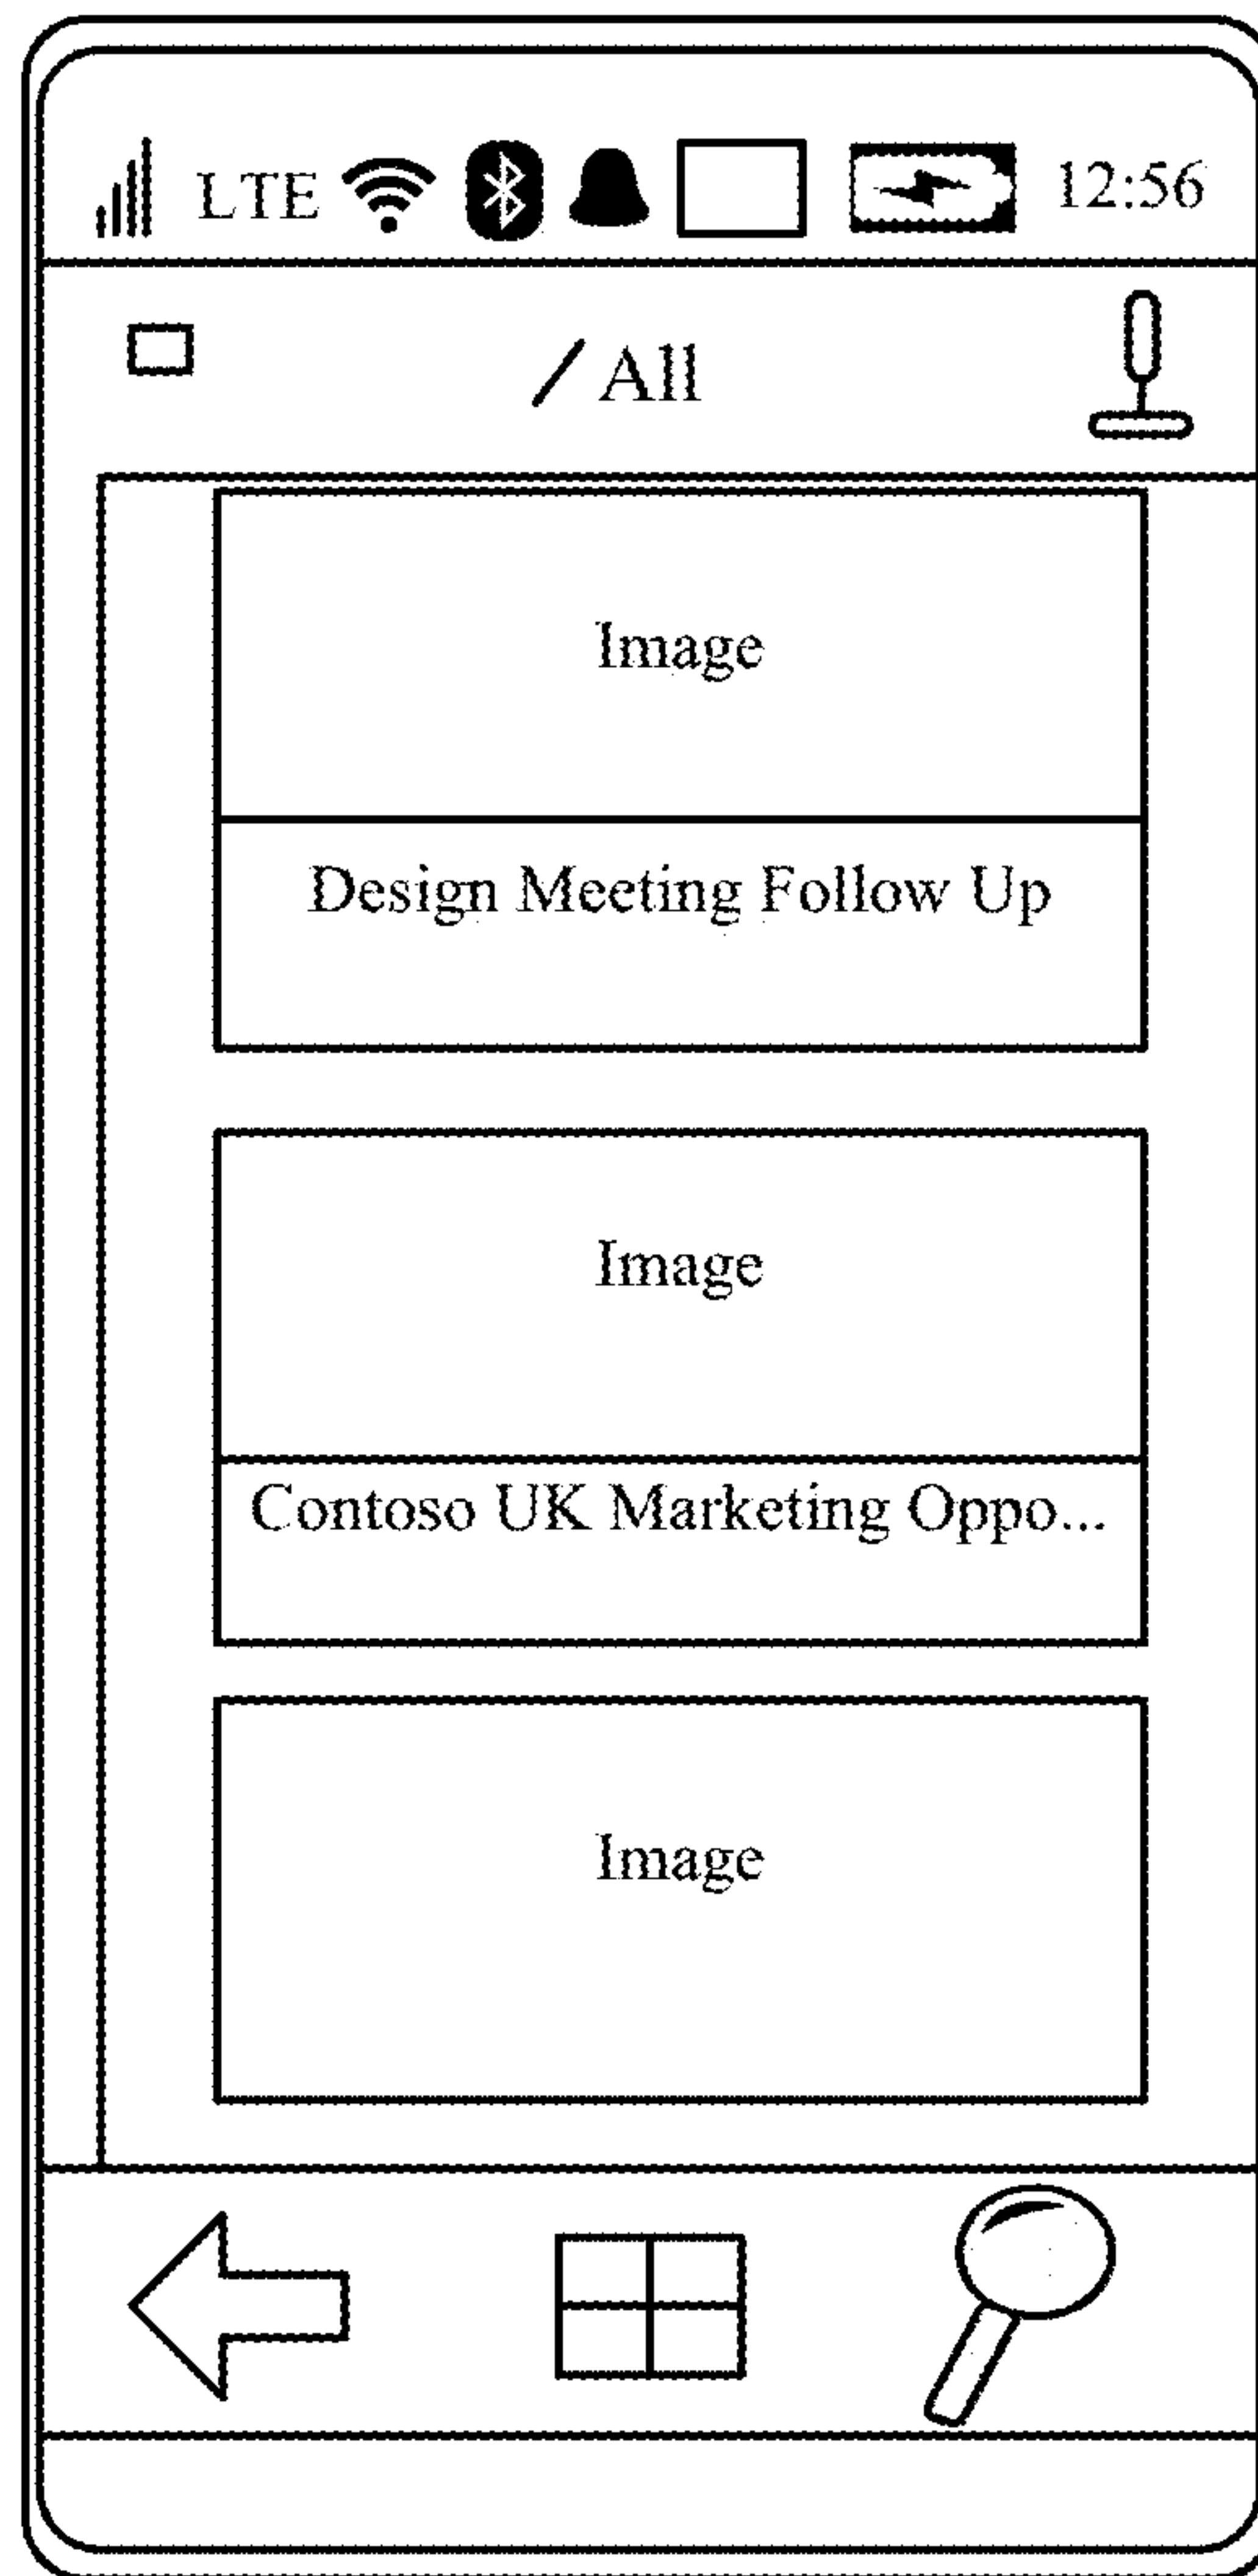 LTE 12:56
/ All
Image
Design Meeting Follow Up
Image
Contoso UK Marketing Oppo...
Image